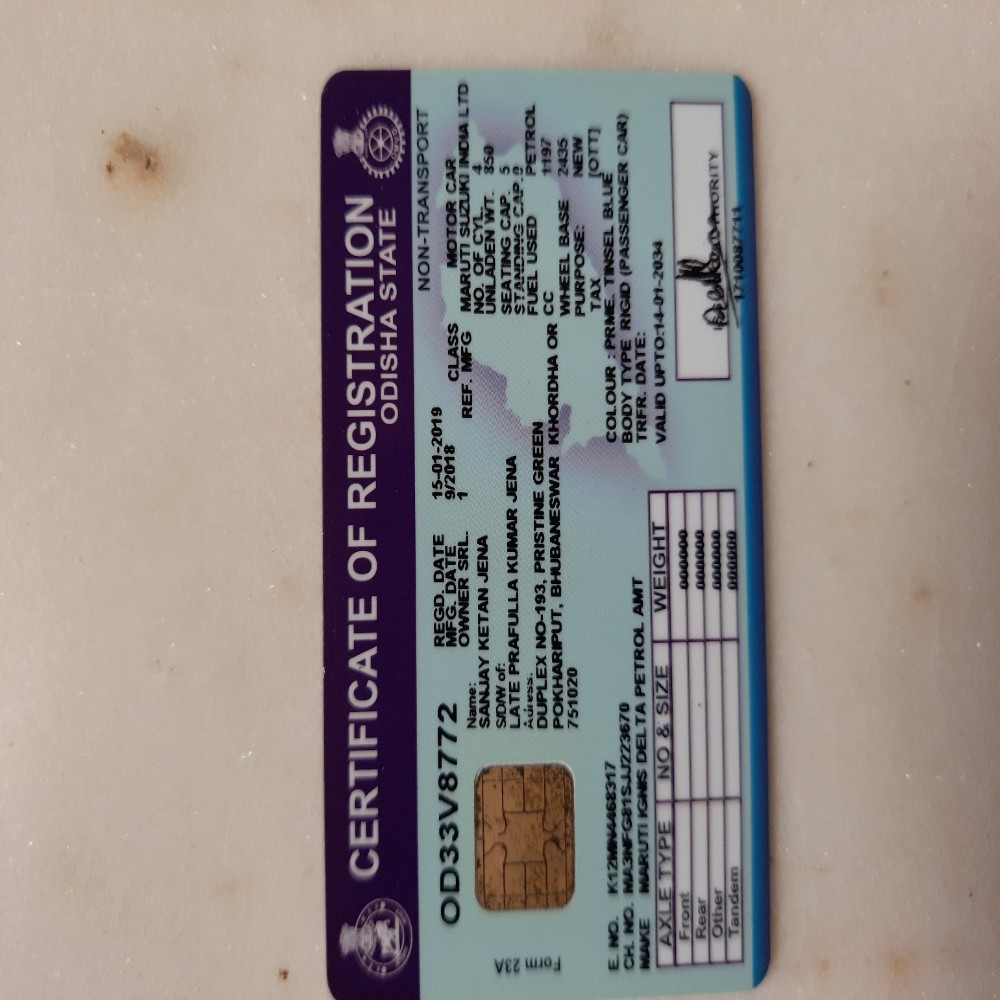 CERTIFICATE OF REGISTRATION
ODISHA STATE
OD33V8772
NON-TRANSPORT
REGD. DATE 15-01-2019
MFG. DATE 9/2018
OWNER SRL. 1
Name:
SANJAY KETAN JENA
S/D/W of:
LATE PRAFULLA KUMAR JENA
Adress:
DUPLEX NO-193, PRISTINE GREEN
POKHARIPUT, BHUBANESWAR KHORDHA OR
751020
CLASS MOTOR CAR
REF. MFG MARUTI SUZUKI INDIA LTD
NO. OF CYL. 4
UNLADEN WT. 850
SEATING CAP. 5
STANDING CAP. 0
FUEL USED PETROL
CC 1197
WHEEL BASE 2435
PURPOSE: NEW
TAX [OTT]
Form 23A
E. NO. K12MN4468317
CH. NO. MA3NFG81SJJ223670
MAKE MARUTI IGNIS DELTA PETROL AMT
COLOUR : PRME. TINSEL BLUE
BODY TYPE RIGID (PASSENGER CAR)
TRFR. DATE:
VALID UPTO:14-01-2034
AXLE TYPE NO & SIZE WEIGHT
Front 000000
Rear 000000
Other 000000
Tandem 000000